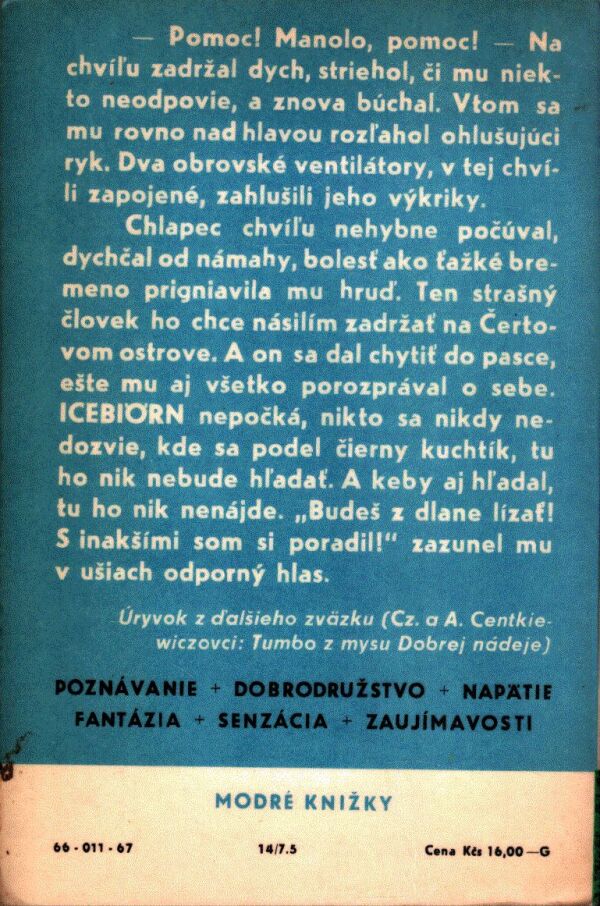 — Pomoc! Manolo, pomoc! — Na
chvíľu zadržal dych, striehol, či mu niek-
to neodpovie, a znova búchal. Vtom sa
mu rovno nad hlavou rozľahol ohlušujúci
ryk. Dva obrovské ventilátory, v tej chví-
li zapojené, zahlušili jeho výkriky.
Chlapec chvíľu nehybne počúval,
dychčal od námahy, bolesť ako ťažké bre-
meno prigniavila mu hruď. Ten strašný
človek ho chce násilím zadržať na Čerto-
vom ostrove. A on sa dal chytiť do pasce,
ešte mu aj všetko porozprával o sebe.
ICEBIÖRN nepočká, nikto sa nikdy ne-
dozvie, kde sa podel čierny kuchtík, tu
ho nik nebude hľadať. A keby aj hľadal,
tu ho nik nenájde. „Budeš z dlane lízať!
S inakšími som si poradil!“ zazunel mu
v ušiach odporný hlas.
Úryvok z ďalšieho zväzku (Cz. a A. Centkie-
wiczovci: Tumbo z mysu Dobrej nádeje)
POZNÁVANIE + DOBRODRUŽSTVO + NAPÄTIE
FANTÁZIA + SENZÁCIA + ZAUJÍMAVOSTI
MODRÉ KNIŽKY
66 - 011 - 67 14/7.5 Cena Kčs 16,00—G